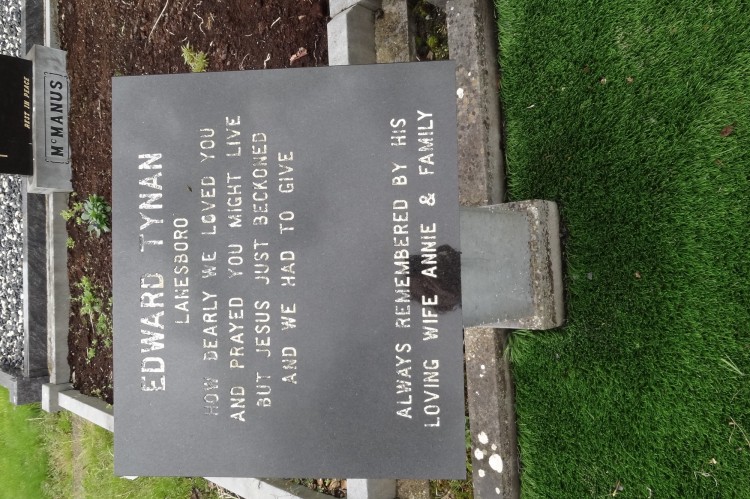 EDWARD TYNAN
LANESBORO
HOW DEARLY WE LOVED YOU
AND PRAYED YOU MIGHT LIVE
BUT JESUS JUST BECKONED
AND WE HAD TO GIVE
ALWAYS REMEMBERED BY HIS
LOVING WIFE ANNIE & FAMILY
REST IN PEACE
McMANUS